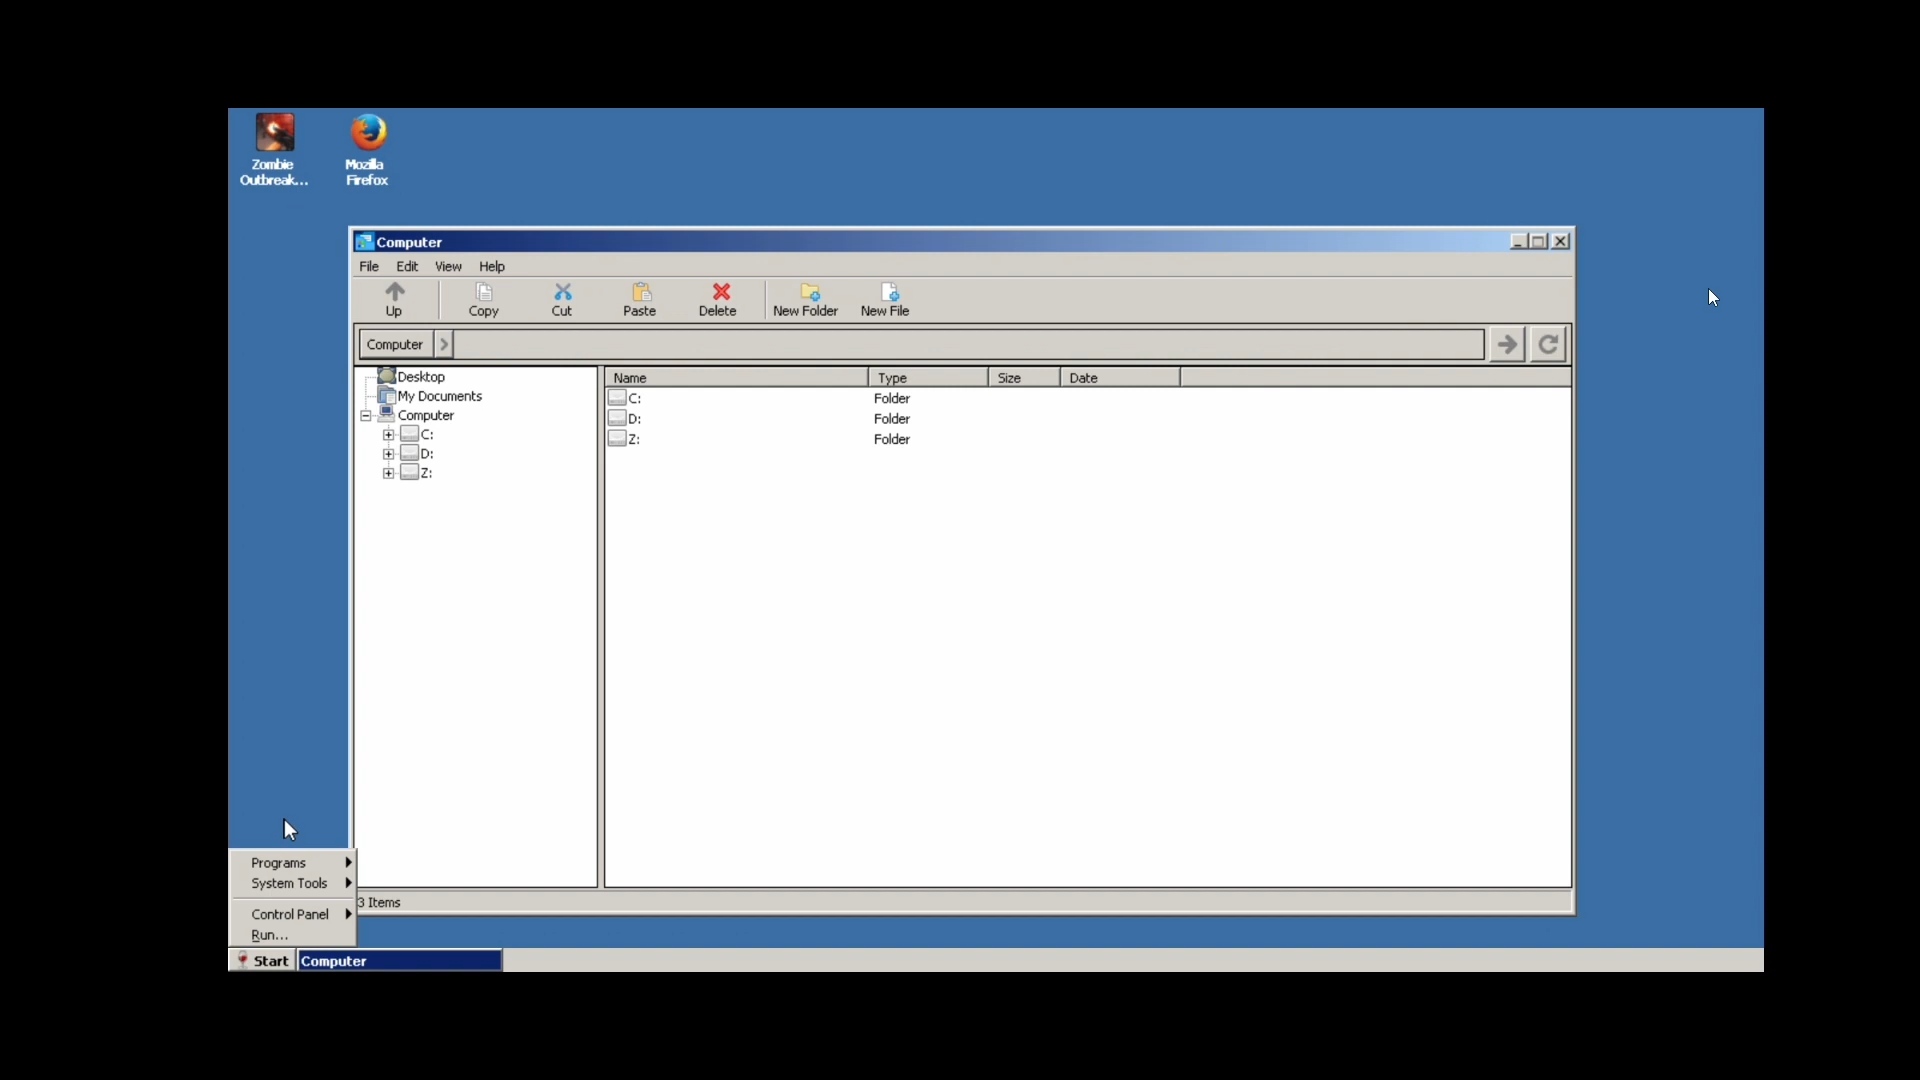 Zombie
Outbreak...
Mozilla
Firefox
Computer
File Edit View Help
Up Copy Cut Paste Delete New Folder New File
Computer
Desktop
My Documents
Computer
C:
D:
Z:
Name Type Size Date
C: Folder
D: Folder
Z: Folder
3 Items
Programs
System Tools
Control Panel
Run...
Start Computer